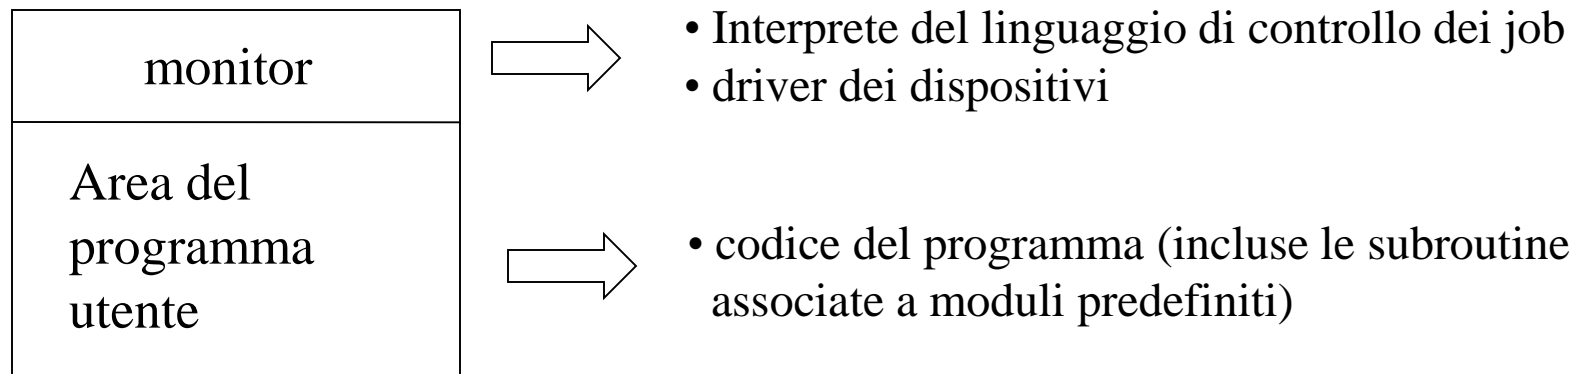 monitor
• Interprete del linguaggio di controllo dei job
• driver dei dispositivi
Area del
programma
utente
• codice del programma (incluse le subroutine
associate a moduli predefiniti)